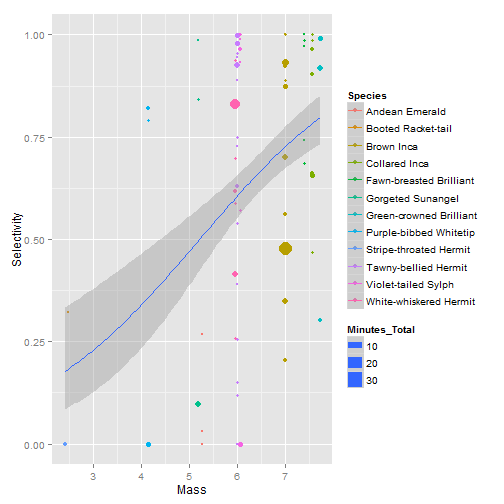 1.00
0.75
0.50
0.25
0.00
Selectivity
3 4 5 6 7
Mass
Species
Andean Emerald
Booted Racket-tail
Brown Inca
Collared Inca
Fawn-breasted Brilliant
Gorgeted Sunangel
Green-crowned Brilliant
Purple-bibbed Whitetip
Stripe-throated Hermit
Tawny-bellied Hermit
Violet-tailed Sylph
White-whiskered Hermit
Minutes_Total
10
20
30